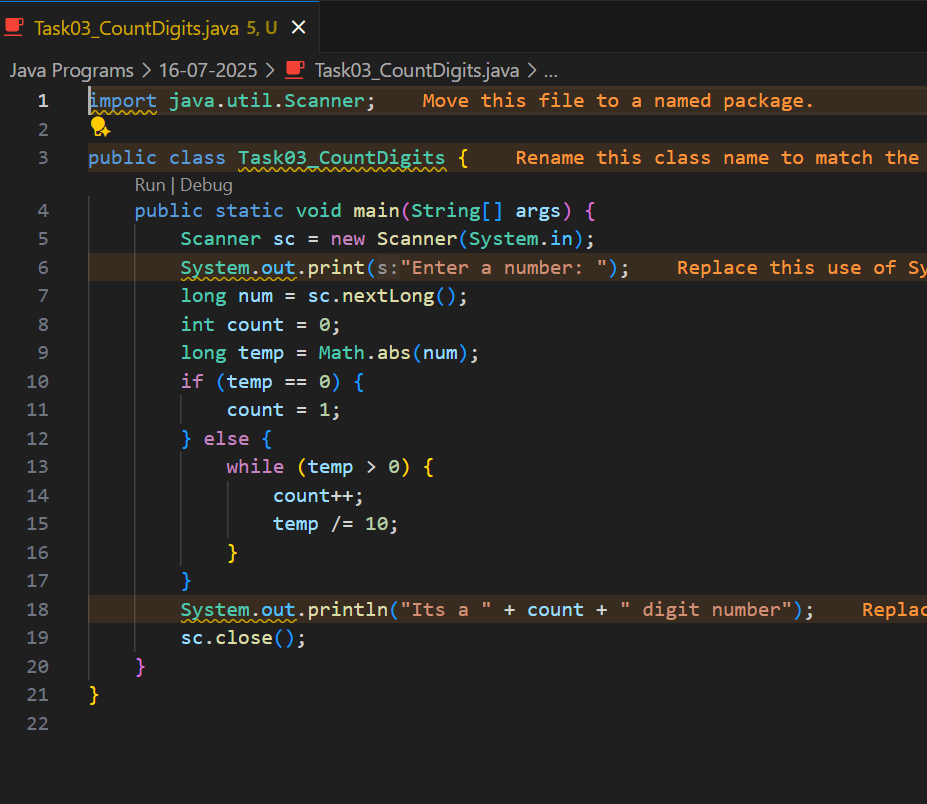 Task03_CountDigits.java 5, U
Java Programs > 16-07-2025 > Task03_CountDigits.java > ...
1 import java.util.Scanner; Move this file to a named package.
2
3 public class Task03_CountDigits { Rename this class name to match the
Run | Debug
4 public static void main(String[] args) {
5 Scanner sc = new Scanner(System.in);
6 System.out.print(s:"Enter a number: "); Replace this use of Sy
7 long num = sc.nextLong();
8 int count = 0;
9 long temp = Math.abs(num);
10 if (temp == 0) {
11 count = 1;
12 } else {
13 while (temp > 0) {
14 count++;
15 temp /= 10;
16 }
17 }
18 System.out.println("Its a " + count + " digit number"); Replac
19 sc.close();
20 }
21 }
22